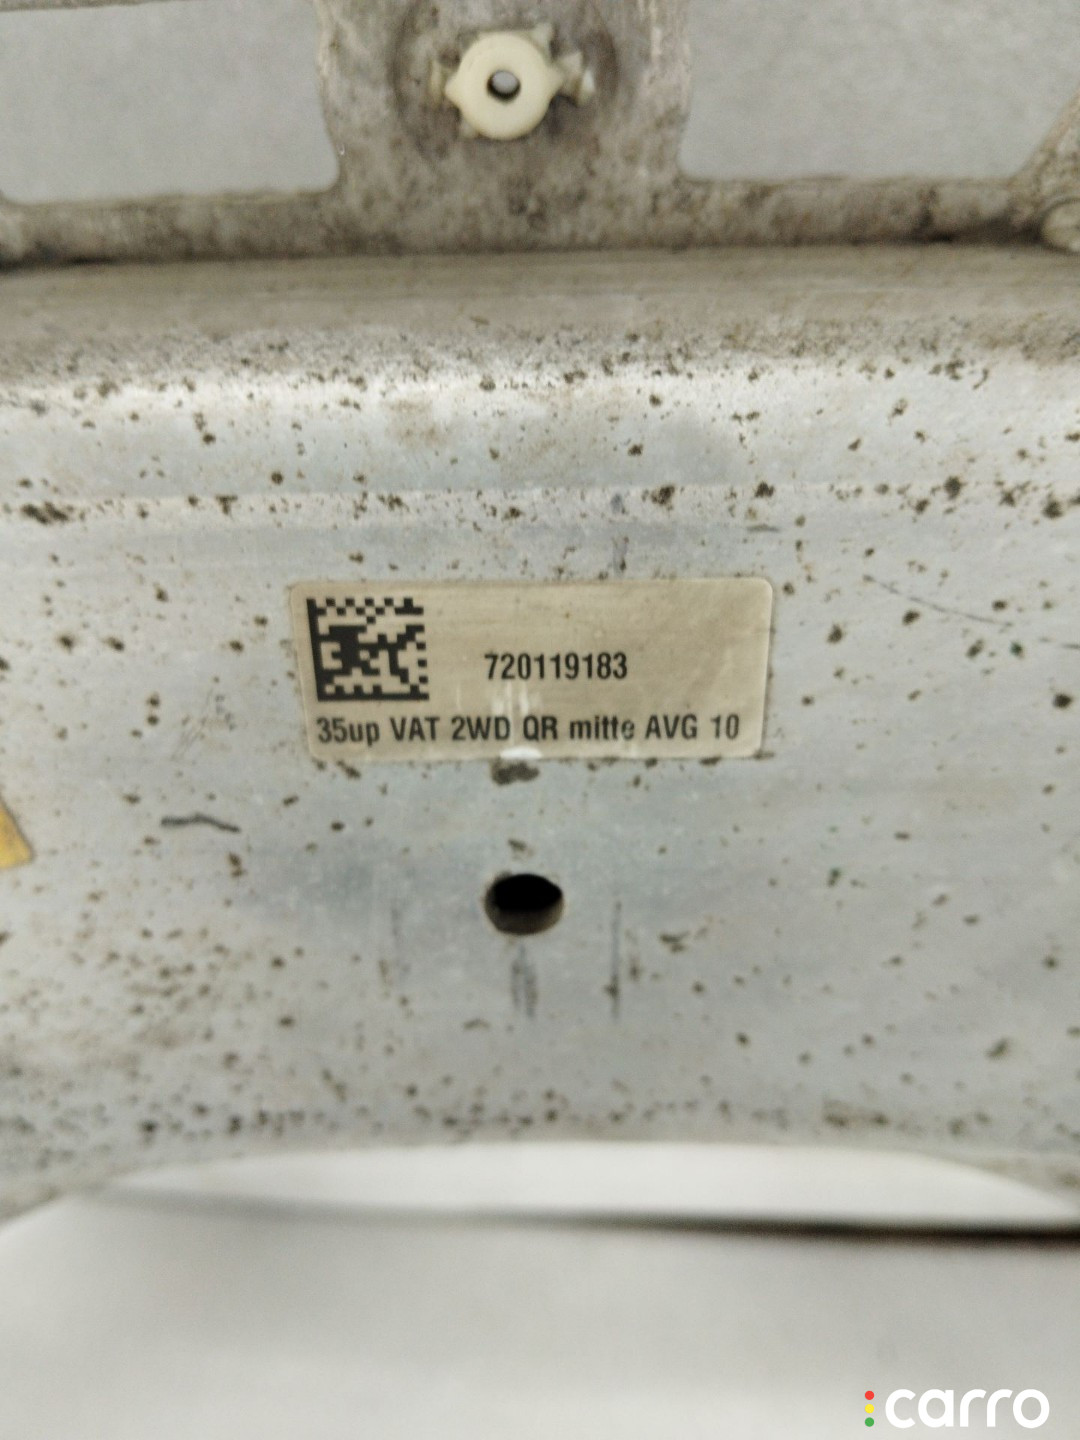 720119183
35up VAT 2WD QR mitte AVG 10
carro